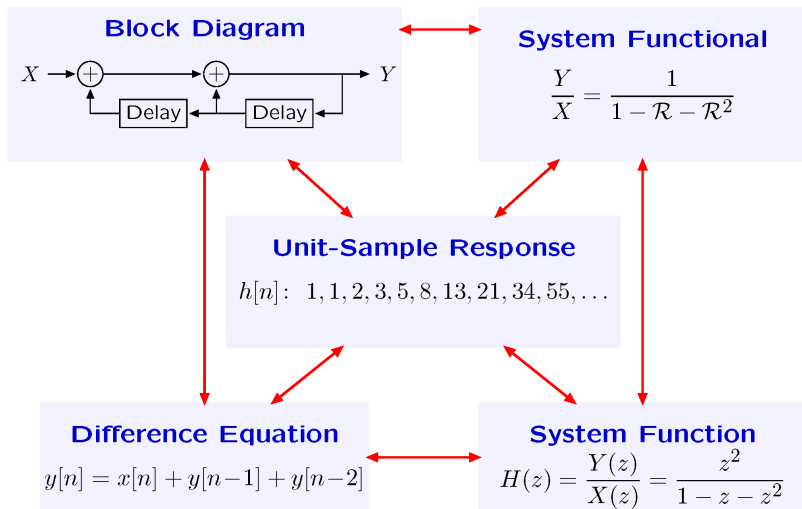 Block Diagram
X + + Y
Delay Delay
System Functional
Y/X = 1/(1 − ℛ − ℛ²)
Unit-Sample Response
h[n]: 1, 1, 2, 3, 5, 8, 13, 21, 34, 55, ...
Difference Equation
y[n] = x[n] + y[n−1] + y[n−2]
System Function
H(z) = Y(z)/X(z) = z²/(1 − z − z²)